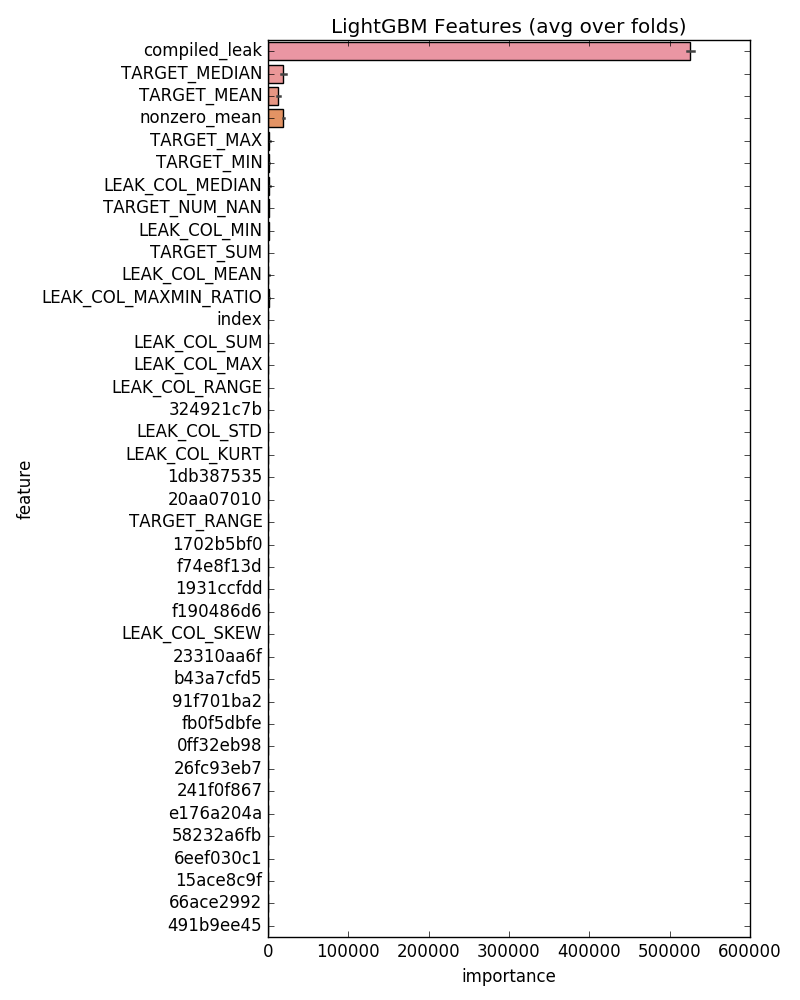 LightGBM Features (avg over folds)
compiled_leak
TARGET_MEDIAN
TARGET_MEAN
nonzero_mean
TARGET_MAX
TARGET_MIN
LEAK_COL_MEDIAN
TARGET_NUM_NAN
LEAK_COL_MIN
TARGET_SUM
LEAK_COL_MEAN
LEAK_COL_MAXMIN_RATIO
index
LEAK_COL_SUM
LEAK_COL_MAX
LEAK_COL_RANGE
324921c7b
LEAK_COL_STD
LEAK_COL_KURT
1db387535
20aa07010
TARGET_RANGE
1702b5bf0
f74e8f13d
1931ccfdd
f190486d6
LEAK_COL_SKEW
23310aa6f
b43a7cfd5
91f701ba2
fb0f5dbfe
0ff32eb98
26fc93eb7
241f0f867
e176a204a
58232a6fb
6eef030c1
15ace8c9f
66ace2992
491b9ee45
feature
0 100000 200000 300000 400000 500000 600000
importance